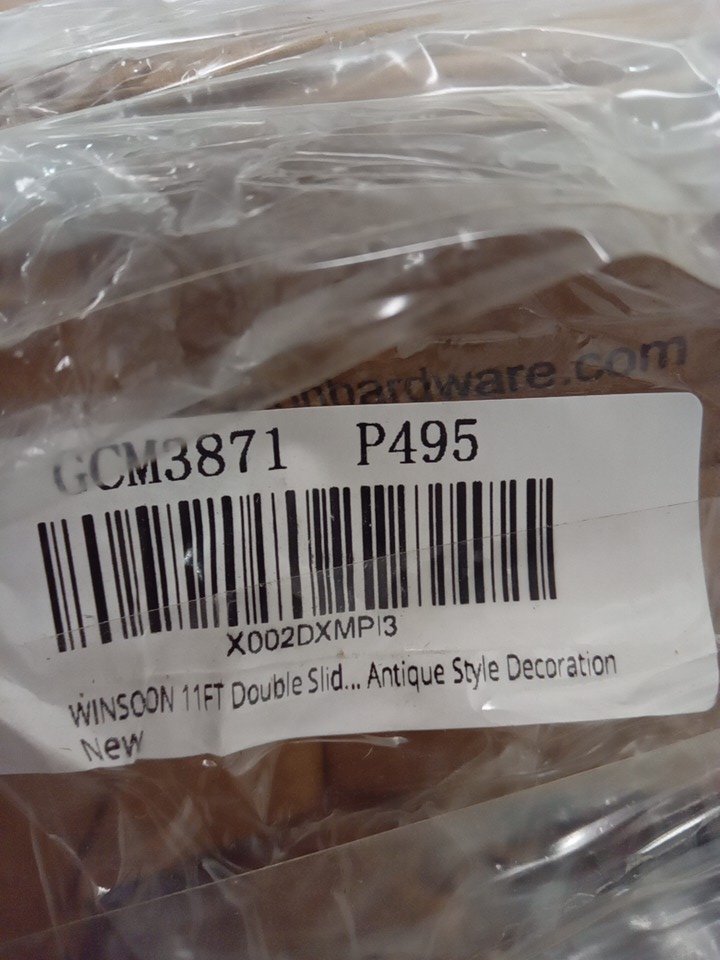 hardware.com
GCM3871 P495
X002DXMPI3
WINSOON 11FT Double Slid... Antique Style Decoration
New